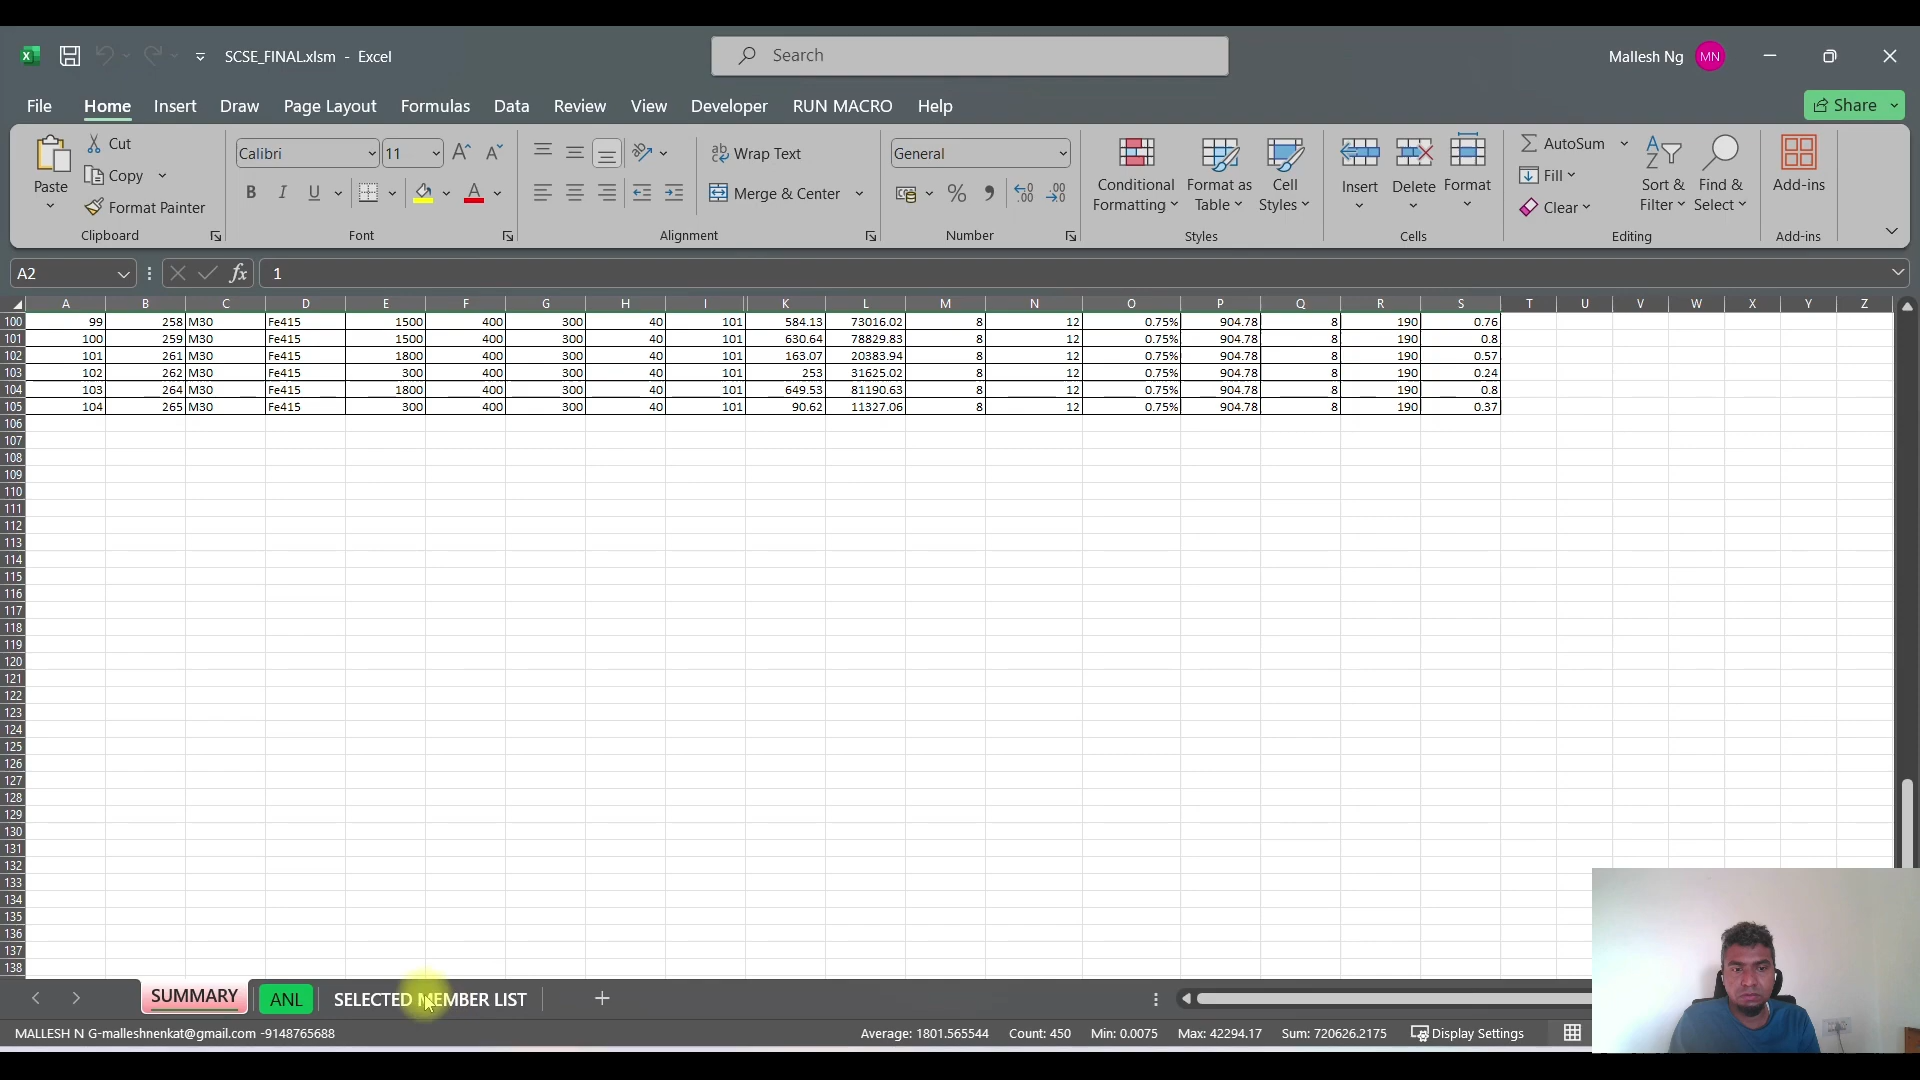 SCSE_FINAL.xlsm - Excel
Search
Mallesh Ng MN
File Home Insert Draw Page Layout Formulas Data Review View Developer RUN MACRO Help Share
Paste Cut Copy Format Painter Clipboard
Calibri 11 B I U A Font
Wrap Text Merge & Center Alignment
General % Number
Conditional Formatting Format as Table Cell Styles Styles
Insert Delete Format Cells
AutoSum Fill Clear Sort & Filter Find & Select Editing
Add-ins Add-ins
A2 fx 1
A B C D E F G H I K L M N O P Q R S T U V W X Y Z
100 99 258 M30 Fe415 1500 400 300 40 101 584.13 73016.02 8 12 0.75% 904.78 8 190 0.76
101 100 259 M30 Fe415 1500 400 300 40 101 630.64 78829.83 8 12 0.75% 904.78 8 190 0.8
102 101 261 M30 Fe415 1800 400 300 40 101 163.07 20383.94 8 12 0.75% 904.78 8 190 0.57
103 102 262 M30 Fe415 300 400 300 40 101 253 31625.02 8 12 0.75% 904.78 8 190 0.24
104 103 264 M30 Fe415 1800 400 300 40 101 649.53 81190.63 8 12 0.75% 904.78 8 190 0.8
105 104 265 M30 Fe415 300 400 300 40 101 90.62 11327.06 8 12 0.75% 904.78 8 190 0.37
106
107
108
109
110
111
112
113
114
115
116
117
118
119
120
121
122
123
124
125
126
127
128
129
130
131
132
133
134
135
136
137
138
SUMMARY ANL SELECTED MEMBER LIST
MALLESH N G-malleshnenkat@gmail.com -9148765688 Average: 1801.565544 Count: 450 Min: 0.0075 Max: 42294.17 Sum: 720626.2175 Display Settings